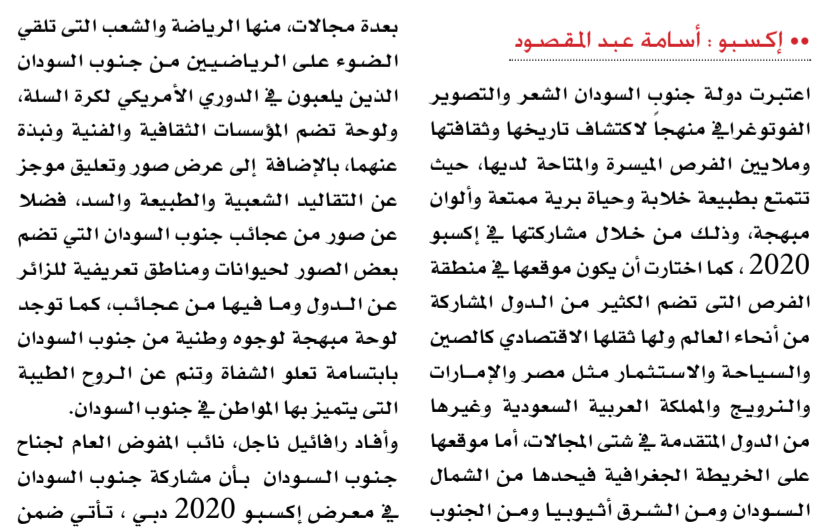 •• إكسبو : أسامة عبد المقصود
اعتبرت دولة جنوب السودان الشعر والتصوير
الفوتوغرافي منهجاً لاكتشاف تاريخها وثقافتها
وملايين الفرص الميسرة والمتاحة لديها، حيث
تتمتع بطبيعة خلابة وحياة برية ممتعة وألوان
مبهجة، وذلك من خلال مشاركتها في إكسبو
2020 ، كما اختارت أن يكون موقعها في منطقة
الفرص التى تضم الكثير من الدول المشاركة
من أنحاء العالم ولها ثقلها الاقتصادي كالصين
والسياحة والاستثمار مثل مصر والإمارات
والنرويج والمملكة العربية السعودية وغيرها
من الدول المتقدمة في شتى المجالات، أما موقعها
على الخريطة الجغرافية فيحدها من الشمال
السودان ومن الشرق أثيوبيا ومن الجنوب
بعدة مجالات، منها الرياضة والشعب التى تلقي
الضوء على الرياضيين من جنوب السودان
الذين يلعبون في الدوري الأمريكي لكرة السلة،
ولوحة تضم المؤسسات الثقافية والفنية ونبذة
عنهما، بالإضافة إلى عرض صور وتعليق موجز
عن التقاليد الشعبية والطبيعة والسد، فضلا
عن صور من عجائب جنوب السودان التي تضم
بعض الصور لحيوانات ومناطق تعريفية للزائر
عن الدول وما فيها من عجائب، كما توجد
لوحة مبهجة لوجوه وطنية من جنوب السودان
بابتسامة تعلو الشفاة وتنم عن الروح الطيبة
التى يتميز بها المواطن في جنوب السودان.
وأفاد رافائيل ناجل، نائب المفوض العام لجناح
جنوب السودان بأن مشاركة جنوب السودان
في معرض إكسبو 2020 دبي ، تأتي ضمن